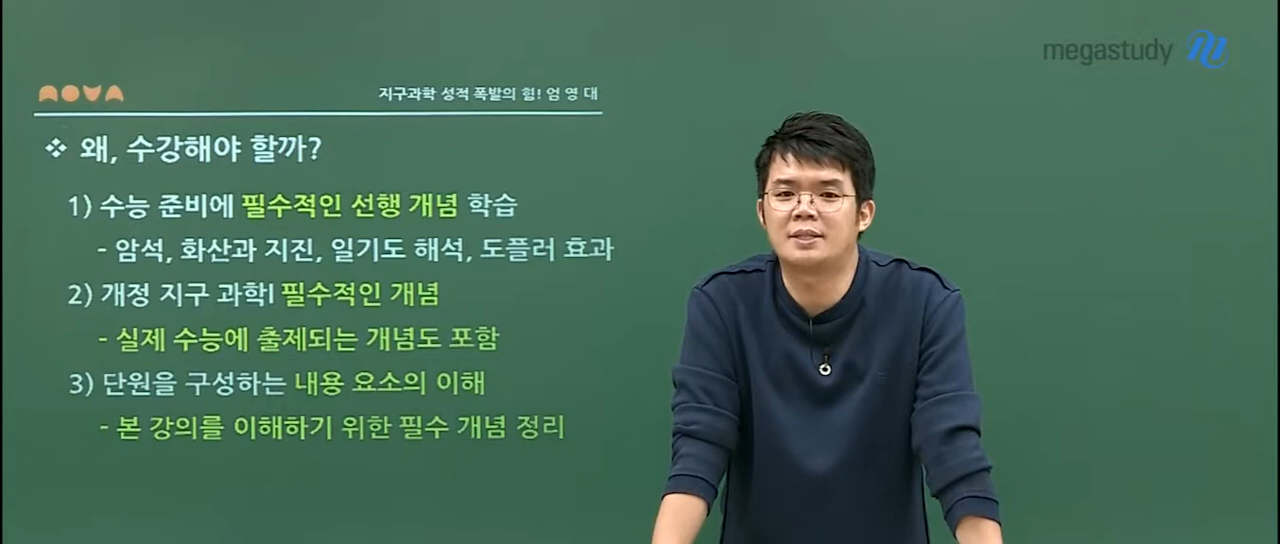 megastudy
NOVA
지구과학 성적 폭발의 힘! 엄영대
❖ 왜, 수강해야 할까?
1) 수능 준비에 필수적인 선행 개념 학습
- 암석, 화산과 지진, 일기도 해석, 도플러 효과
2) 개정 지구 과학I 필수적인 개념
- 실제 수능에 출제되는 개념도 포함
3) 단원을 구성하는 내용 요소의 이해
- 본 강의를 이해하기 위한 필수 개념 정리